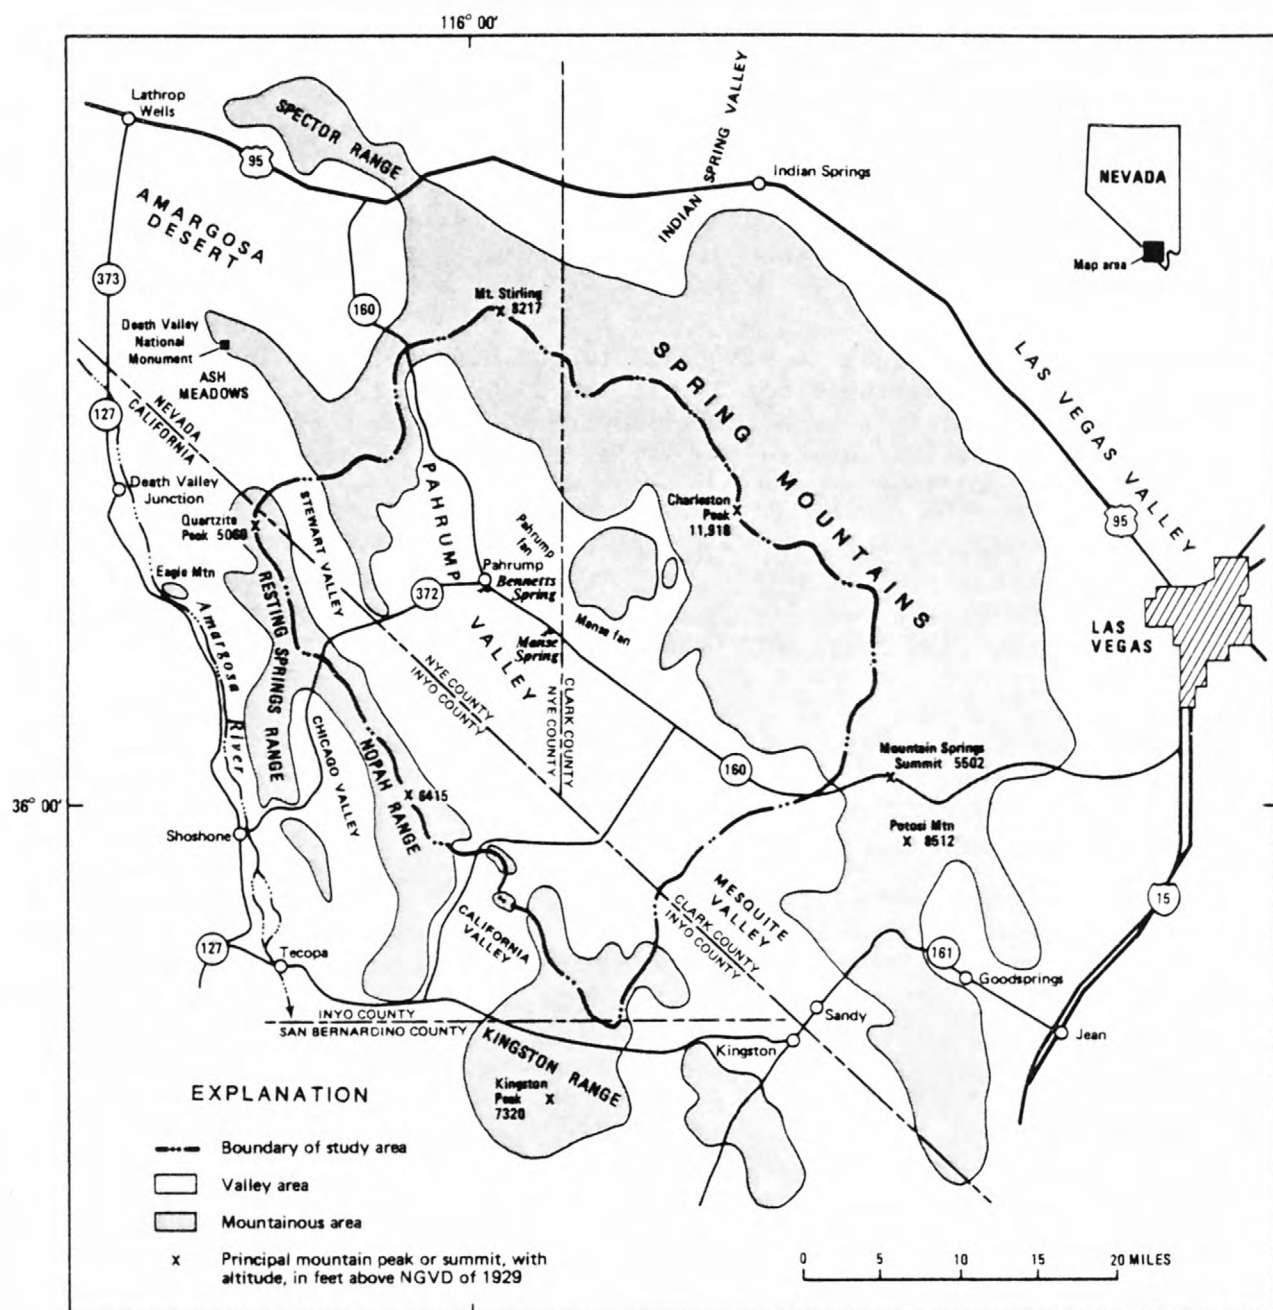 116° 00'
Lathrop
Wells
SPECTOR RANGE
95
INDIAN SPRING VALLEY
Indian Springs
NEVADA
Map area
AMARGOSA
DESERT
373
160
Mt. Stirling
8217
Death Valley
National
Monument
ASH
MEADOWS
SPRING MOUNTAINS
LAS VEGAS VALLEY
127
NEVADA
CALIFORNIA
Death Valley
Junction
Quartzite
Peak 5060
STEWART VALLEY
PAHRUMP
VALLEY
Pahrump
fan
Charleston
Peak
11,918
95
Eagle Mtn
Pahrump
Bennetts
Spring
372
Manse fan
Manse
Spring
LAS
VEGAS
Amargosa
River
RESTING SPRINGS RANGE
CHICAGO VALLEY
NOPAH RANGE
NYE COUNTY
INYO COUNTY
CLARK COUNTY
NYE COUNTY
160
Mountain Springs
Summit 5502
6415
36° 00'
Shoshone
Potosi Mtn
8512
MESQUITE
VALLEY
CLARK COUNTY
INYO COUNTY
15
CALIFORNIA
VALLEY
127
Tecopa
161
Goodsprings
INYO COUNTY
SAN BERNARDINO COUNTY
Sandy
Kingston
Jean
KINGSTON RANGE
Kingston
Peak
7320
EXPLANATION
Boundary of study area
Valley area
Mountainous area
x Principal mountain peak or summit, with
altitude, in feet above NGVD of 1929
0 5 10 15 20 MILES